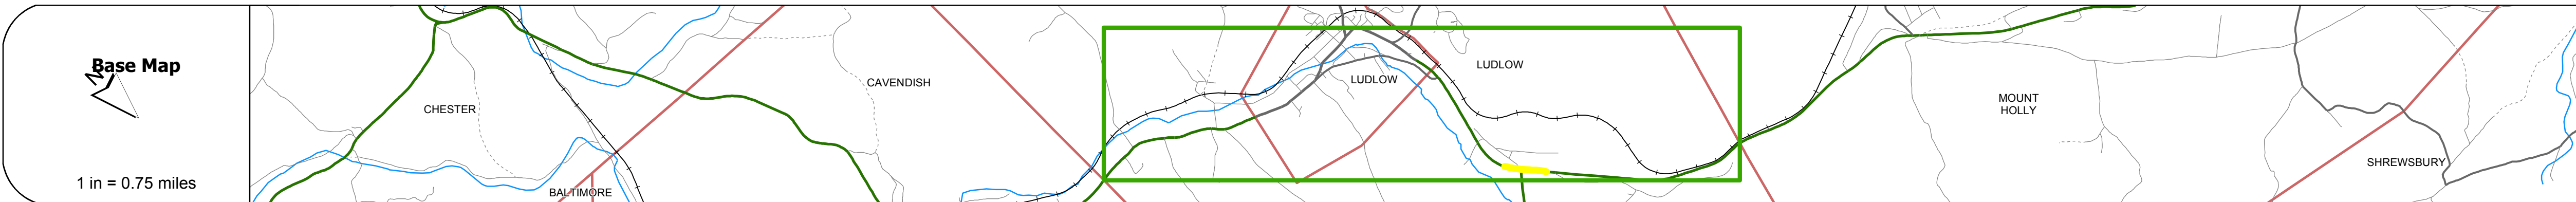 Base Map
N
1 in = 0.75 miles
CHESTER
BALTIMORE
CAVENDISH
LUDLOW
LUDLOW
MOUNT
HOLLY
SHREWSBURY